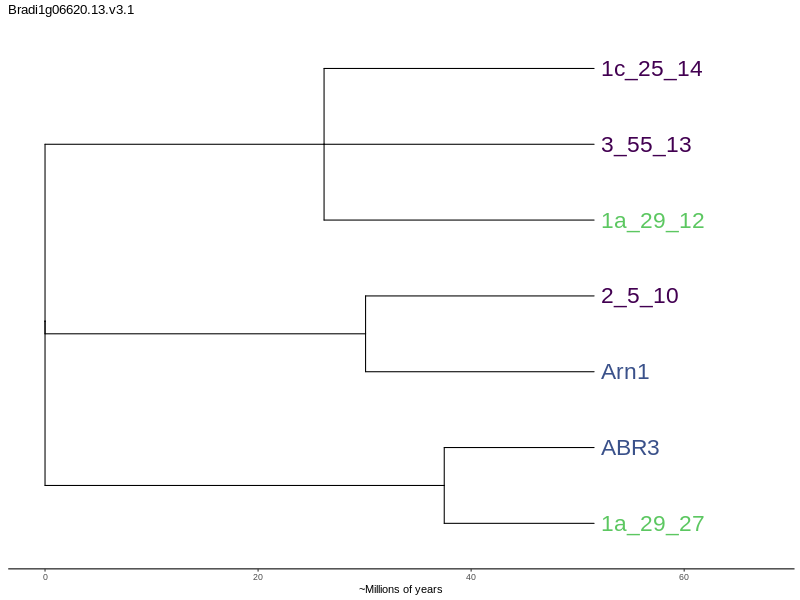 Bradi1g06620.13.v3.1
1c_25_14
3_55_13
1a_29_12
2_5_10
Arn1
ABR3
1a_29_27
0 20 40 60
~Millions of years